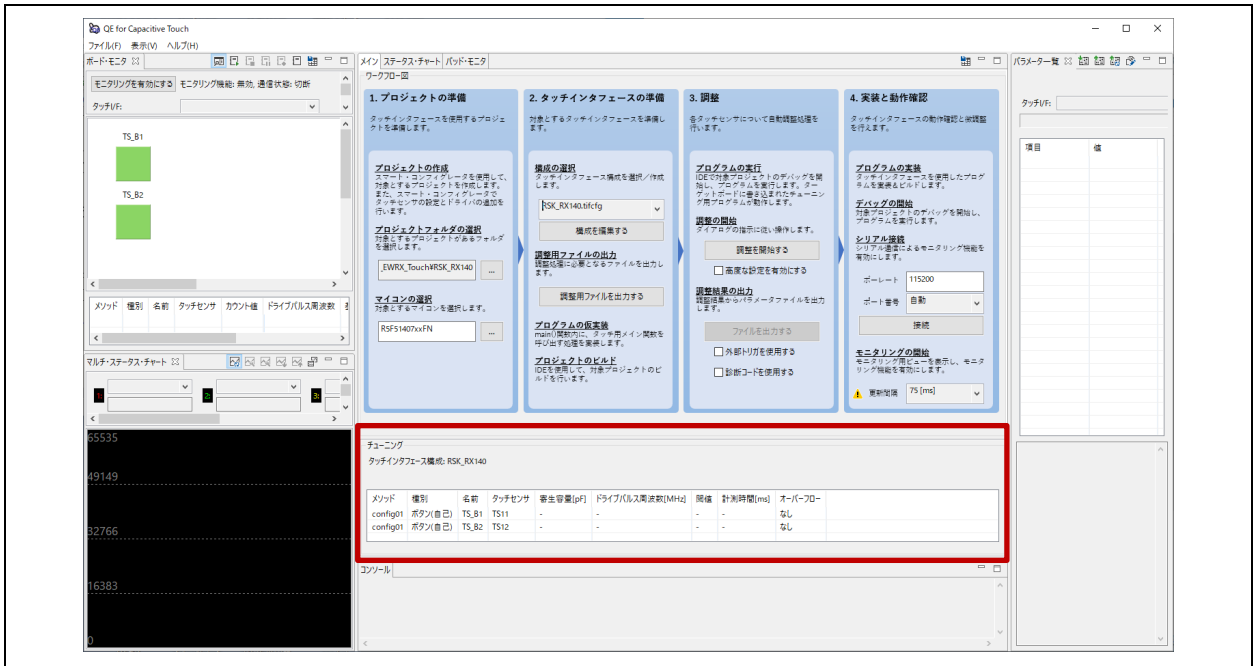 QE for Capacitive Touch
ファイル(F) 表示(V) ヘルプ(H)
ボード・モニタ
モニタリングを有効にする モニタリング機能: 無効, 通信状態: 切断
タッチI/F:
TS_B1
TS_B2
メソッド 種別 名前 タッチセンサ カウント値 ドライブパルス周波数
マルチ・ステータス・チャート
1: 2: 3:
65535
49149
32766
16383
0
メイン ステータス・チャート パッド・モニタ
ワークフロー図
1. プロジェクトの準備
タッチインタフェースを使用するプロジェ
クトを準備します。
プロジェクトの作成
スマート・コンフィグレータを使用して、
対象とするプロジェクトを作成します。
また、スマート・コンフィグレータで
タッチセンサの設定とドライバの追加を
行います。
プロジェクトフォルダの選択
対象とするプロジェクトがあるフォルダ
を選択します。
_EWRX_Touch¥RSK_RX140 ...
マイコンの選択
対象とするマイコンを選択します。
R5F51407xxFN ...
2. タッチインタフェースの準備
対象とするタッチインタフェースを準備し
ます。
構成の選択
タッチインタフェース構成を選択/作成
します。
RSK_RX140.tifcfg
構成を編集する
調整用ファイルの出力
調整処理に必要となるファイルを出力し
ます。
調整用ファイルを出力する
プログラムの仮実装
main()関数内に、タッチ用メイン関数を
呼び出す処理を実装します。
プロジェクトのビルド
IDEを使用して、対象プロジェクトのビ
ルドを行います。
3. 調整
各タッチセンサについて自動調整処理を
行います。
プログラムの実行
IDEで対象プロジェクトのデバッグを開
始し、プログラムを実行します。ター
ゲットボードに書き込まれたチューニン
グ用プログラムが動作します。
調整の開始
ダイアログの指示に従い操作します。
調整を開始する
高度な設定を有効にする
調整結果の出力
調整結果からパラメータファイルを出力
します。
ファイルを出力する
外部トリガを使用する
診断コードを使用する
4. 実装と動作確認
タッチインタフェースの動作確認と微調整
を行えます。
プログラムの実装
タッチインタフェースを使用したプログ
ラムを実装&ビルドします。
デバッグの開始
対象プロジェクトのデバッグを開始し、
プログラムを実行します。
シリアル接続
シリアル通信によるモニタリング機能を
有効にします。
ボーレート 115200
ポート番号 自動
接続
モニタリングの開始
モニタリング用ビューを表示し、モニタ
リング機能を有効にします。
更新間隔 75 [ms]
チューニング
タッチインタフェース構成: RSK_RX140
メソッド 種別 名前 タッチセンサ 寄生容量[pF] ドライブパルス周波数[MHz] 閾値 計測時間[ms] オーバーフロー
config01 ボタン(自己) TS_B1 TS11 - - - - なし
config01 ボタン(自己) TS_B2 TS12 - - - - なし
コンソール
パラメーター覧
タッチI/F:
項目 値